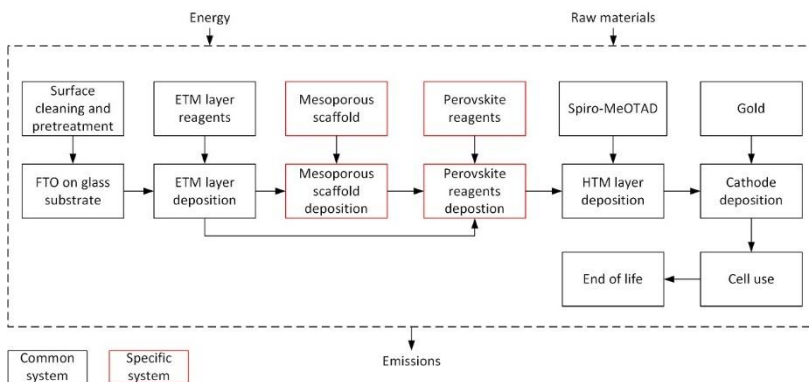 Energy
Raw materials
Surface
cleaning and
pretreatment
ETM layer
reagents
Mesoporous
scaffold
Perovskite
reagents
Spiro-MeOTAD
Gold
FTO on glass
substrate
ETM layer
deposition
Mesoporous
scaffold
deposition
Perovskite
reagents
depostion
HTM layer
deposition
Cathode
deposition
End of life
Cell use
Emissions
Common
system
Specific
system